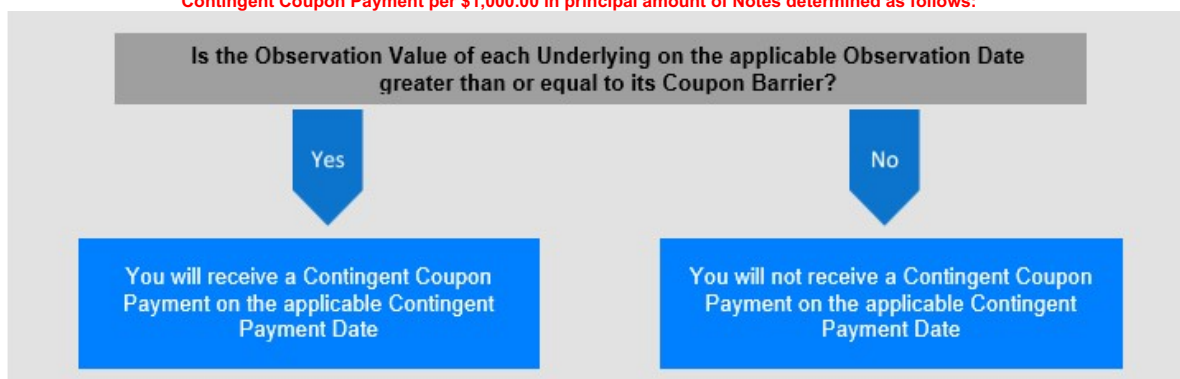 Contingent Coupon Payment per $1,000.00 in principal amount of Notes determined as follows:
Is the Observation Value of each Underlying on the applicable Observation Date
greater than or equal to its Coupon Barrier?
Yes
No
You will receive a Contingent Coupon
Payment on the applicable Contingent
Payment Date
You will not receive a Contingent Coupon
Payment on the applicable Contingent
Payment Date